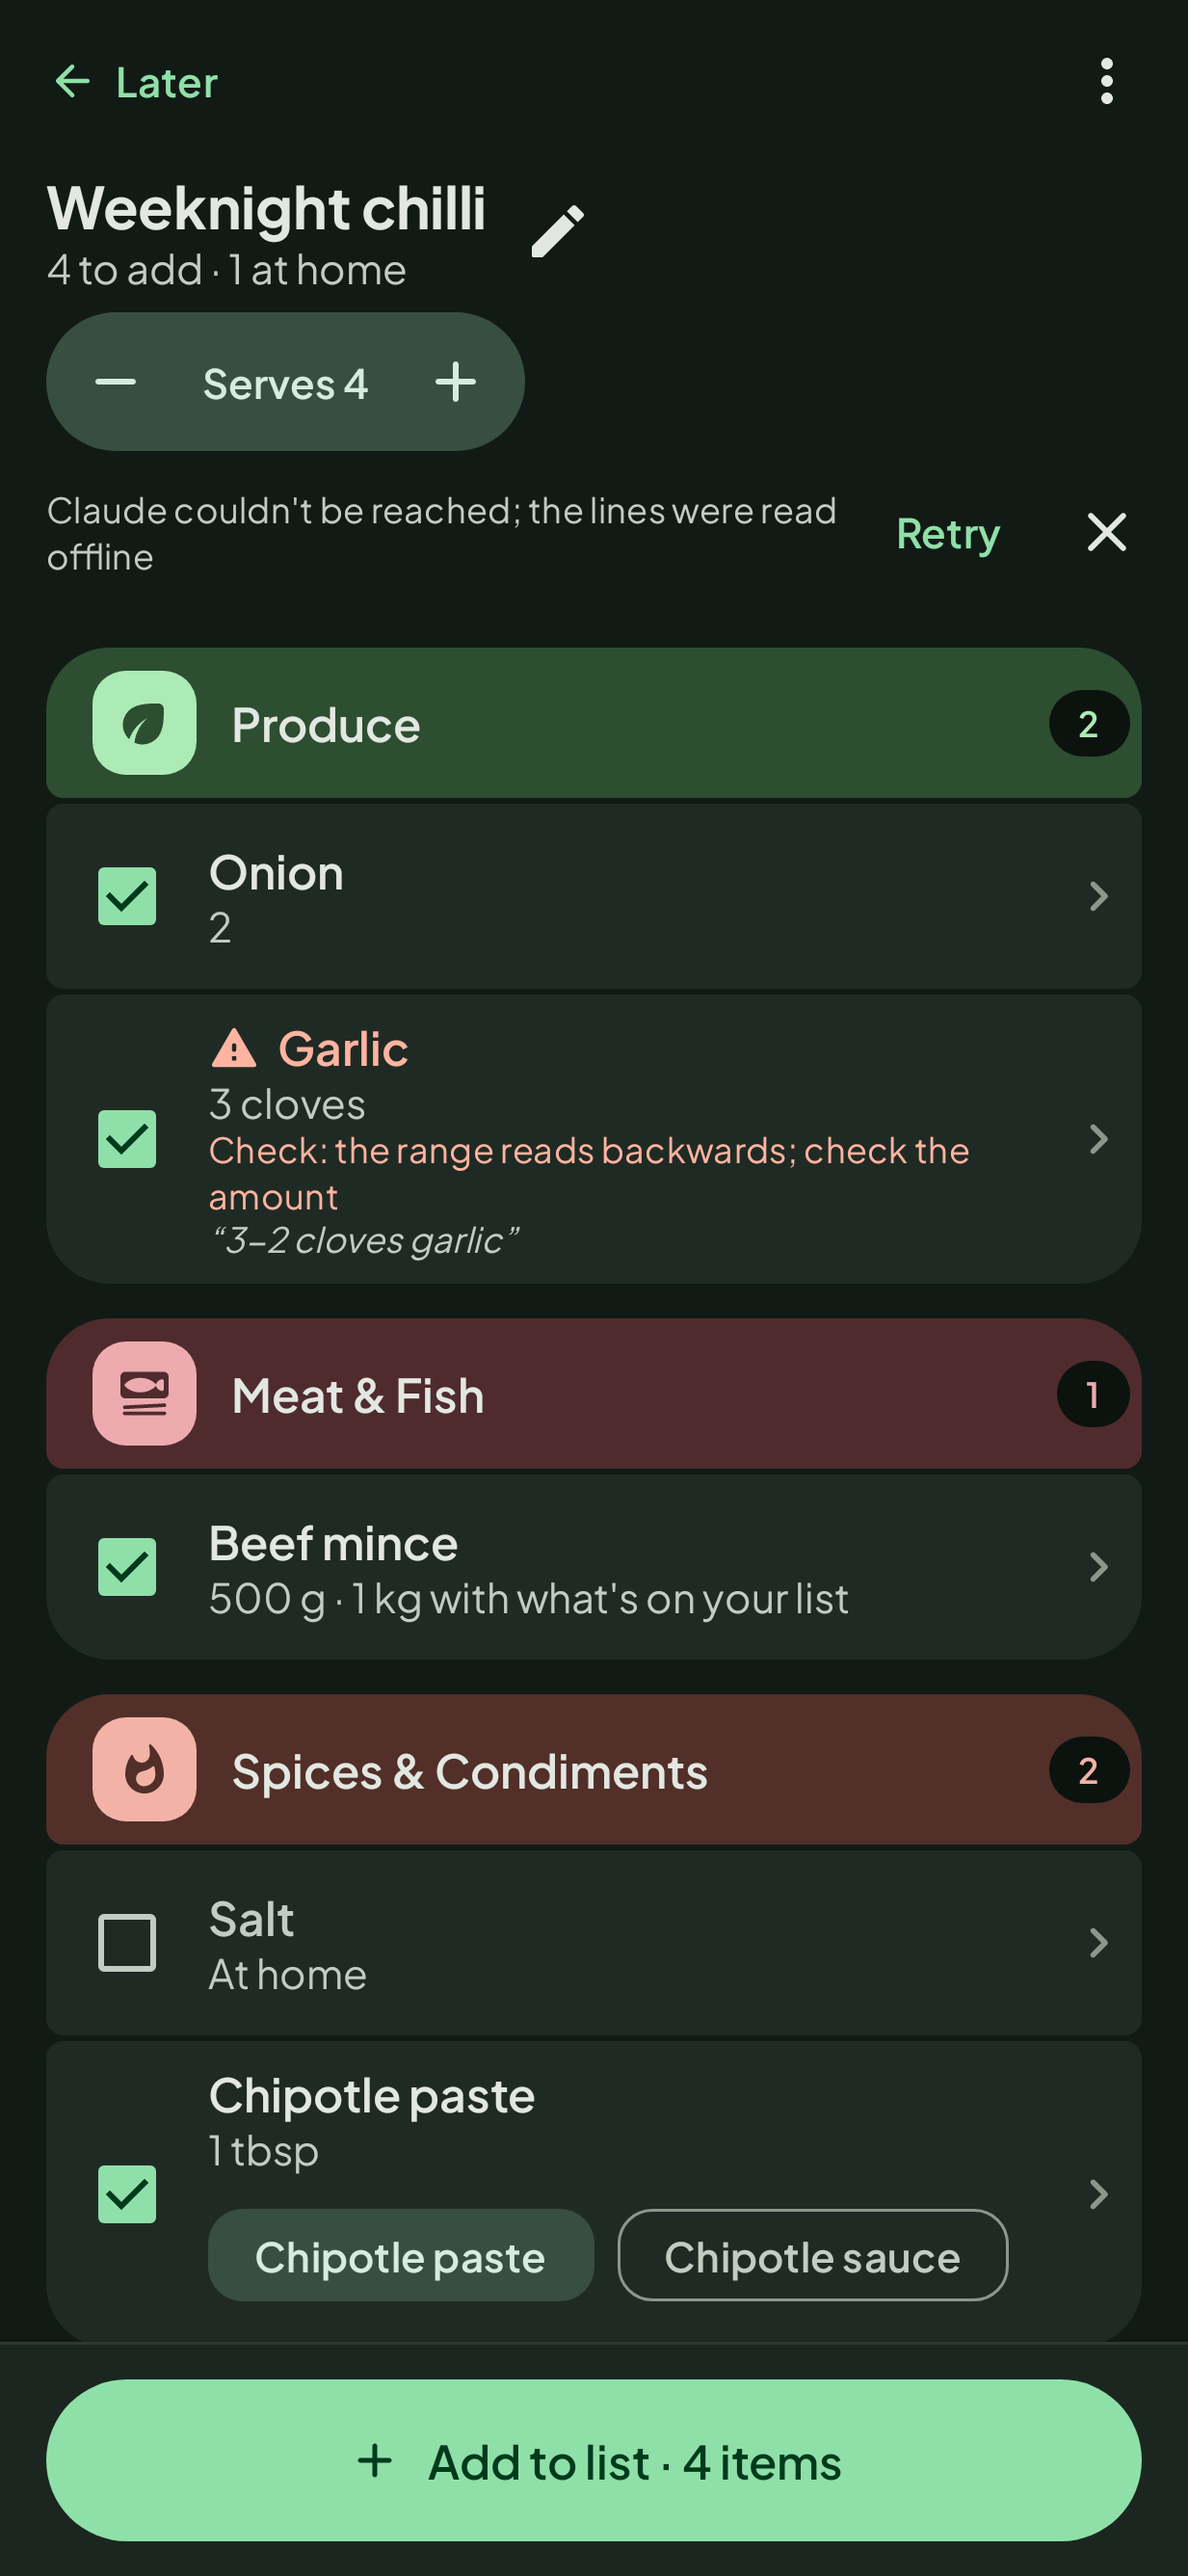 Later
Weeknight chilli
4 to add · 1 at home
Serves 4
Claude couldn't be reached; the lines were read
offline
Retry
Produce
2
Onion
2
Garlic
3 cloves
Check: the range reads backwards; check the
amount
“3–2 cloves garlic”
Meat & Fish
1
Beef mince
500 g · 1 kg with what's on your list
Spices & Condiments
2
Salt
At home
Chipotle paste
1 tbsp
Chipotle paste
Chipotle sauce
Add to list · 4 items